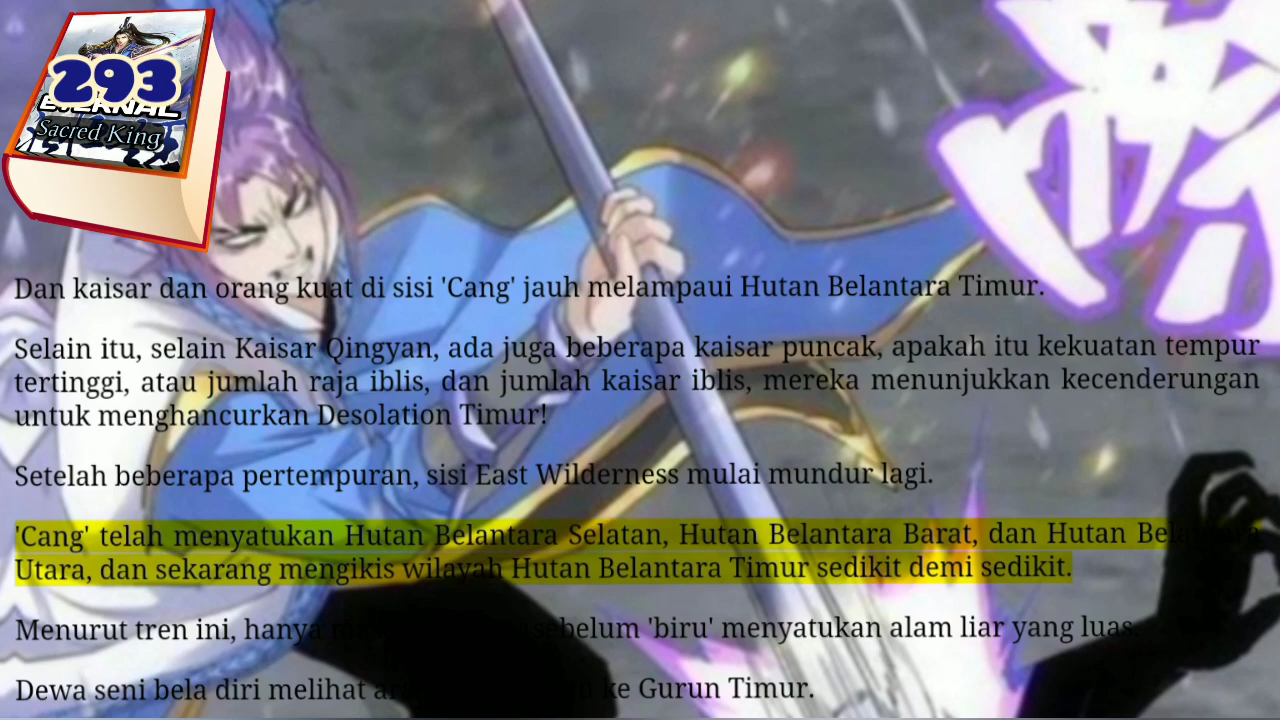 293
ETERNAL
Sacred King
Dan kaisar dan orang kuat di sisi 'Cang' jauh melampaui Hutan Belantara Timur.
Selain itu, selain Kaisar Qingyan, ada juga beberapa kaisar puncak, apakah itu kekuatan tempur
tertinggi, atau jumlah raja iblis, dan jumlah kaisar iblis, mereka menunjukkan kecenderungan
untuk menghancurkan Desolation Timur!
Setelah beberapa pertempuran, sisi East Wilderness mulai mundur lagi.
'Cang' telah menyatukan Hutan Belantara Selatan, Hutan Belantara Barat, dan Hutan Belantara
Utara, dan sekarang mengikis wilayah Hutan Belantara Timur sedikit demi sedikit.
Menurut tren ini, hanya sebelum 'biru' menyatukan alam liar yang luas.
Dewa seni bela diri melihat ke Gurun Timur.